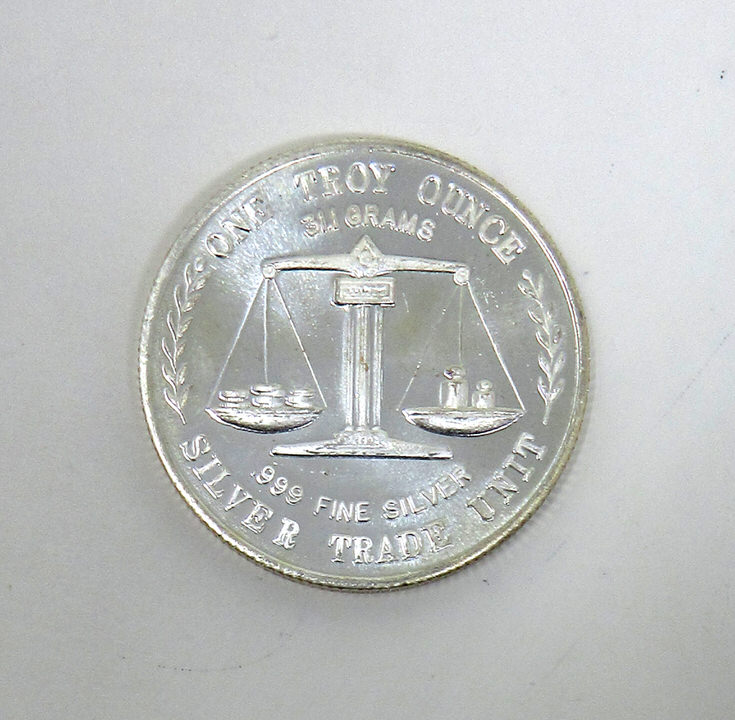 ONE TROY OUNCE
31.1 GRAMS
.999 FINE SILVER
SILVER TRADE UNIT